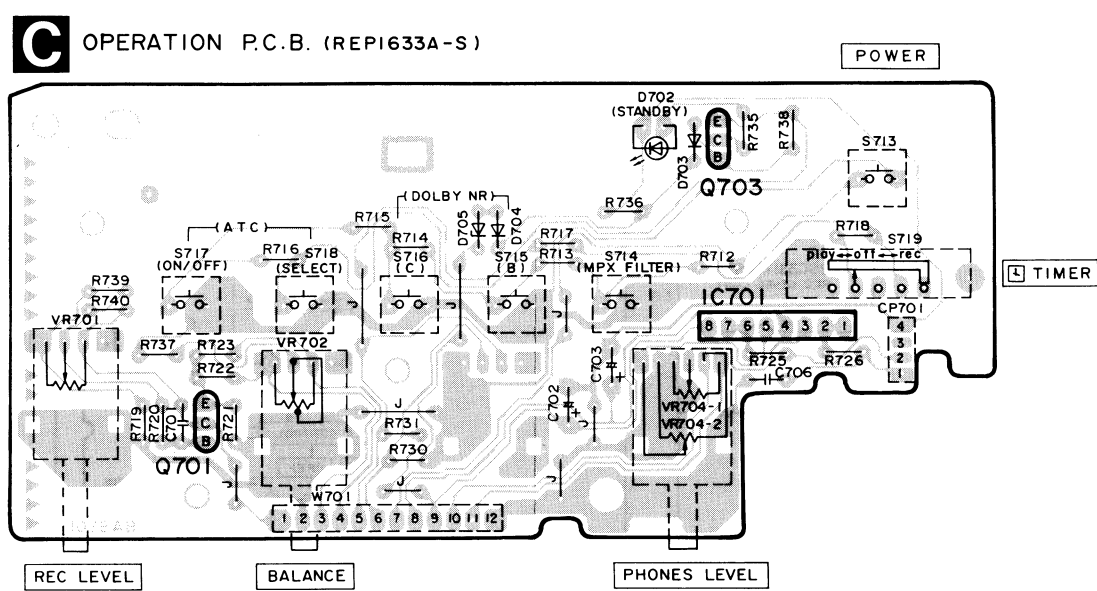 C OPERATION P.C.B. (REP1633A-S)
POWER
D702
(STANDBY)
E
C
B
Q703
D703
R735
R738
S713
R736
(DOLBY NR)
R715
R714
D705
D704
R717
R713
(ATC)
S717
(ON/OFF)
R716
S718
(SELECT)
S716
(C)
S715
(B)
S714
(MPX FILTER)
R712
R718
S719
play↔off↔rec
TIMER
R739
R740
VR701
J
J
J
IC701
8 7 6 5 4 3 2 1
CP701
4
3
2
1
R737
R723
R722
VR702
C703
+
R725
C706
R726
R719
R720
C701
E
C
B
Q701
R721
J
R731
R730
J
C702
+
J
VR704-1
VR704-2
J
J
W701
1 2 3 4 5 6 7 8 9 10 11 12
REC LEVEL
BALANCE
PHONES LEVEL